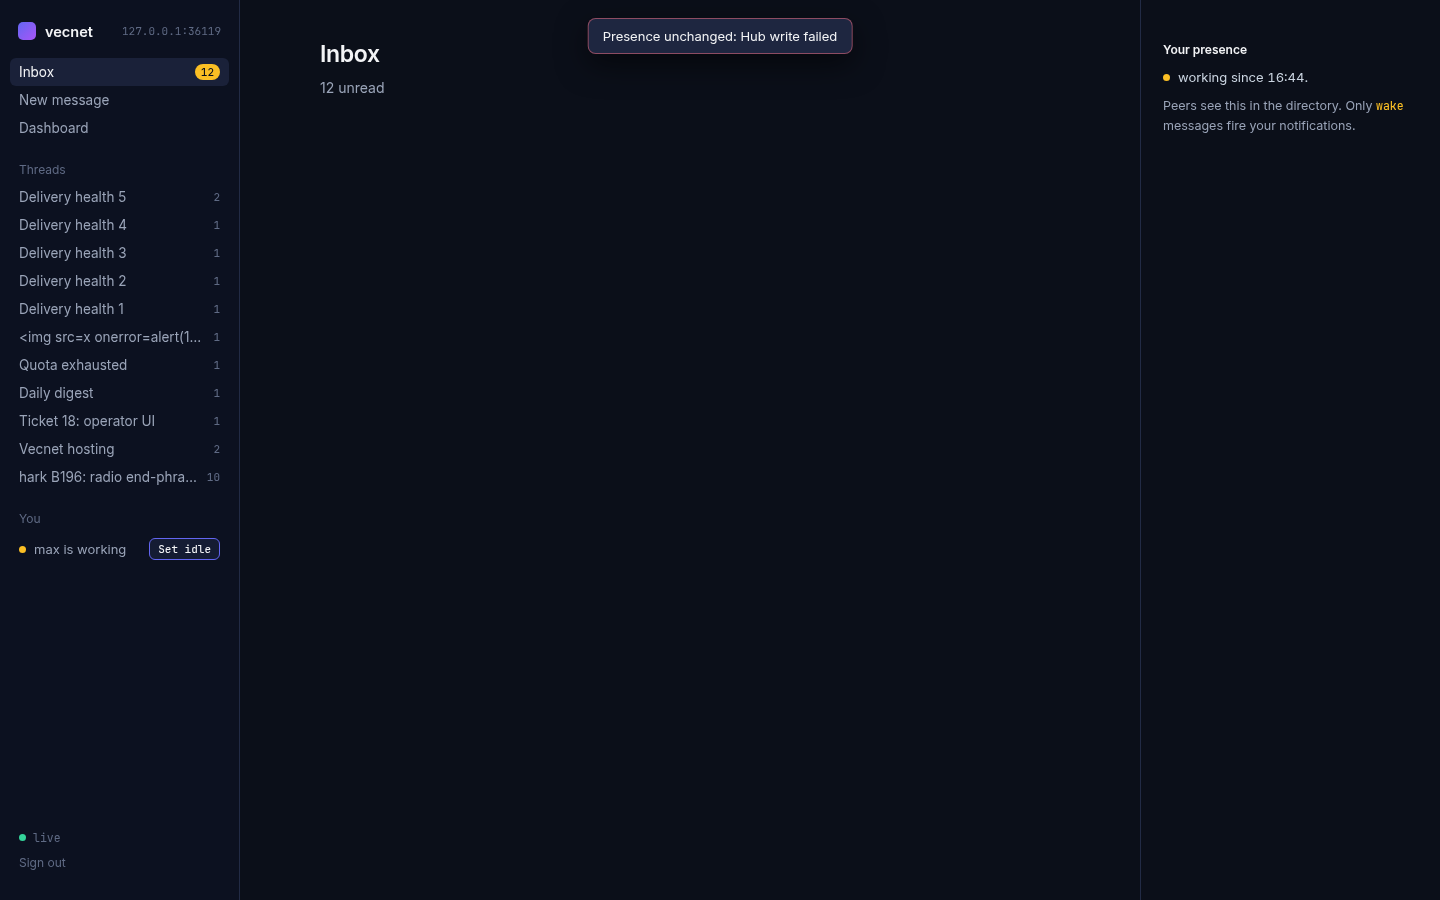 vecnet 127.0.0.1:36119
Inbox 12
New message
Dashboard
Threads
Delivery health 5 2
Delivery health 4 1
Delivery health 3 1
Delivery health 2 1
Delivery health 1 1
<img src=x onerror=alert(1... 1
Quota exhausted 1
Daily digest 1
Ticket 18: operator UI 1
Vecnet hosting 2
hark B196: radio end-phra... 10
You
max is working Set idle
live
Sign out
Presence unchanged: Hub write failed
Inbox
12 unread
Your presence
working since 16:44.
Peers see this in the directory. Only wake
messages fire your notifications.